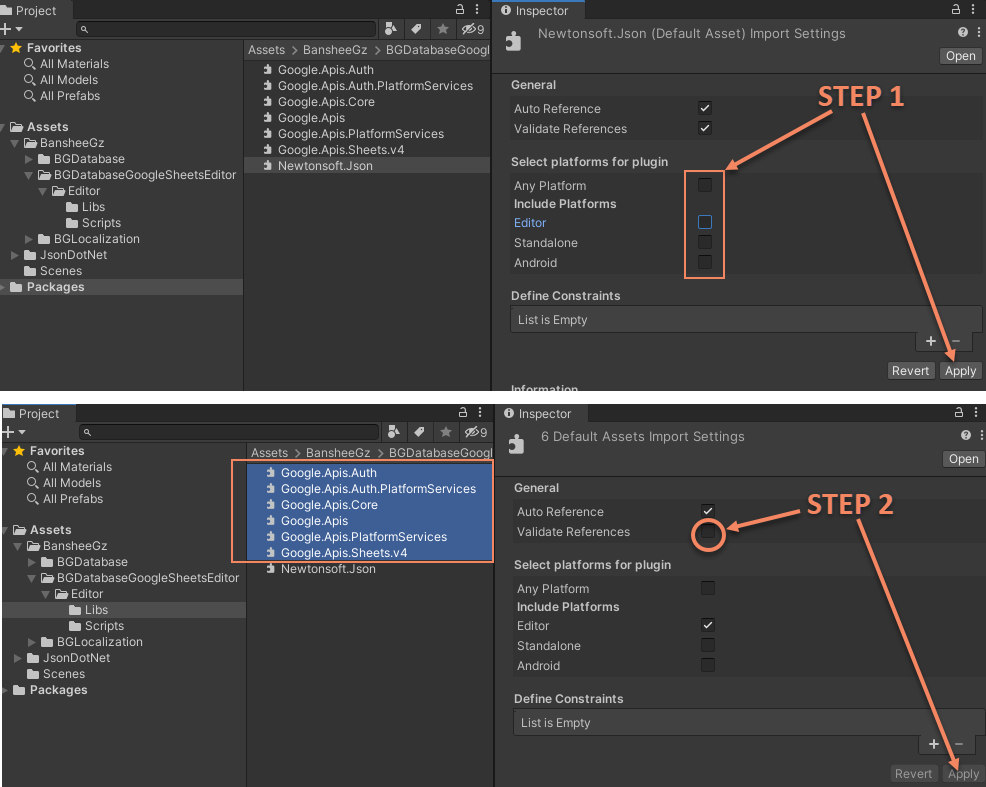 Project
9
Favorites
All Materials
All Models
All Prefabs
Assets
BansheeGz
BGDatabase
BGDatabaseGoogleSheetsEditor
Editor
Libs
Scripts
BGLocalization
JsonDotNet
Scenes
Packages
Assets > BansheeGz > BGDatabaseGoogl
Google.Apis.Auth
Google.Apis.Auth.PlatformServices
Google.Apis.Core
Google.Apis
Google.Apis.PlatformServices
Google.Apis.Sheets.v4
Newtonsoft.Json
Inspector
Newtonsoft.Json (Default Asset) Import Settings
Open
General
Auto Reference
Validate References
STEP 1
Select platforms for plugin
Any Platform
Include Platforms
Editor
Standalone
Android
Define Constraints
List is Empty
+ −
Revert Apply
Information
Project
9
Favorites
All Materials
All Models
All Prefabs
Assets
BansheeGz
BGDatabase
BGDatabaseGoogleSheetsEditor
Editor
Libs
Scripts
BGLocalization
JsonDotNet
Scenes
Packages
Assets > BansheeGz > BGDatabaseGoogl
Google.Apis.Auth
Google.Apis.Auth.PlatformServices
Google.Apis.Core
Google.Apis
Google.Apis.PlatformServices
Google.Apis.Sheets.v4
Newtonsoft.Json
Inspector
6 Default Assets Import Settings
Open
General
Auto Reference
Validate References
STEP 2
Select platforms for plugin
Any Platform
Include Platforms
Editor
Standalone
Android
Define Constraints
List is Empty
+ −
Revert Apply